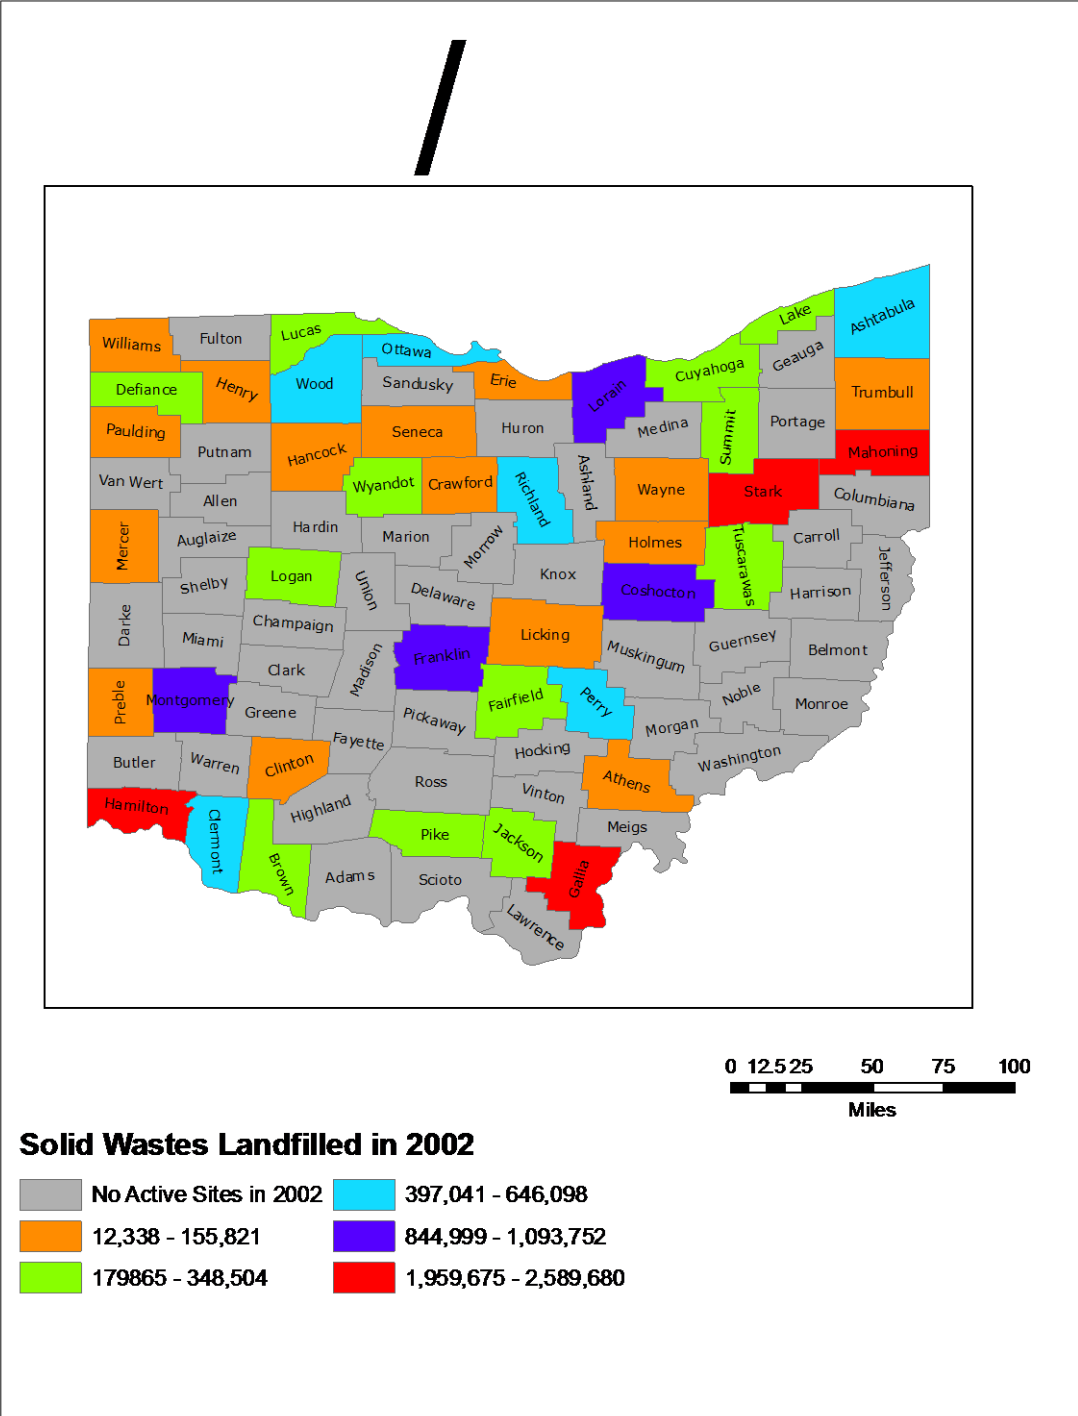 Williams
Fulton
Lucas
Ottawa
Lake
Ashtabula
Defiance
Henry
Wood
Sandusky
Erie
Lorain
Cuyahoga
Geauga
Trumbull
Paulding
Putnam
Hancock
Seneca
Huron
Medina
Summit
Portage
Mahoning
Van Wert
Allen
Wyandot
Crawford
Richland
Ashland
Wayne
Stark
Columbiana
Mercer
Auglaize
Hardin
Marion
Morrow
Holmes
Tuscarawas
Carroll
Jefferson
Shelby
Logan
Union
Delaware
Knox
Coshocton
Harrison
Darke
Miami
Champaign
Clark
Madison
Franklin
Licking
Muskingum
Guernsey
Belmont
Preble
Montgomery
Greene
Fayette
Pickaway
Fairfield
Perry
Morgan
Noble
Monroe
Butler
Warren
Clinton
Highland
Ross
Hocking
Vinton
Athens
Washington
Hamilton
Clermont
Brown
Adams
Pike
Scioto
Jackson
Gallia
Meigs
Lawrence
0 12.5 25 50 75 100
Miles
Solid Wastes Landfilled in 2002
No Active Sites in 2002
12,338 - 155,821
179865 - 348,504
397,041 - 646,098
844,999 - 1,093,752
1,959,675 - 2,589,680